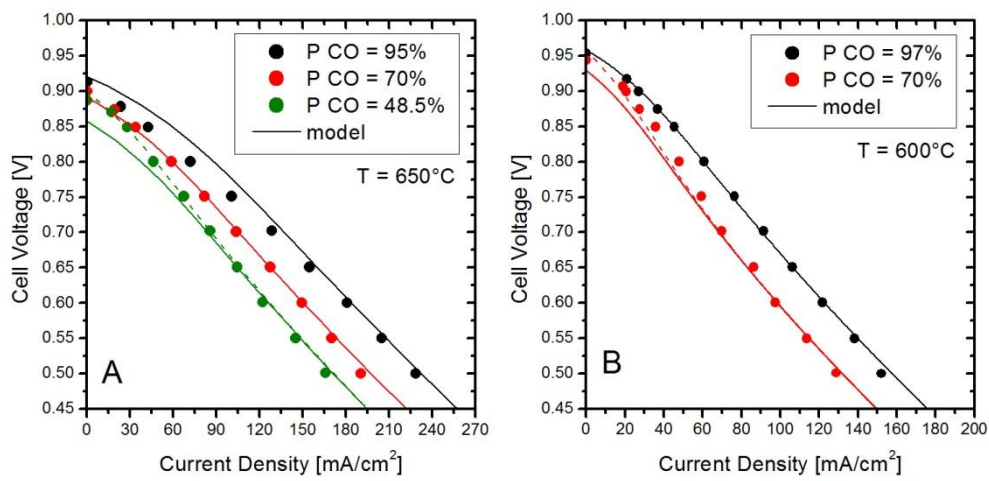 1.00
0.95
0.90
0.85
0.80
0.75
0.70
0.65
0.60
0.55
0.50
0.45
Cell Voltage [V]
P CO = 95%
P CO = 70%
P CO = 48.5%
model
T = 650°C
A
0 30 60 90 120 150 180 210 240 270
Current Density [mA/cm²]
1.00
0.95
0.90
0.85
0.80
0.75
0.70
0.65
0.60
0.55
0.50
0.45
Cell Voltage [V]
P CO = 97%
P CO = 70%
model
T = 600°C
B
0 20 40 60 80 100 120 140 160 180 200
Current Density [mA/cm²]